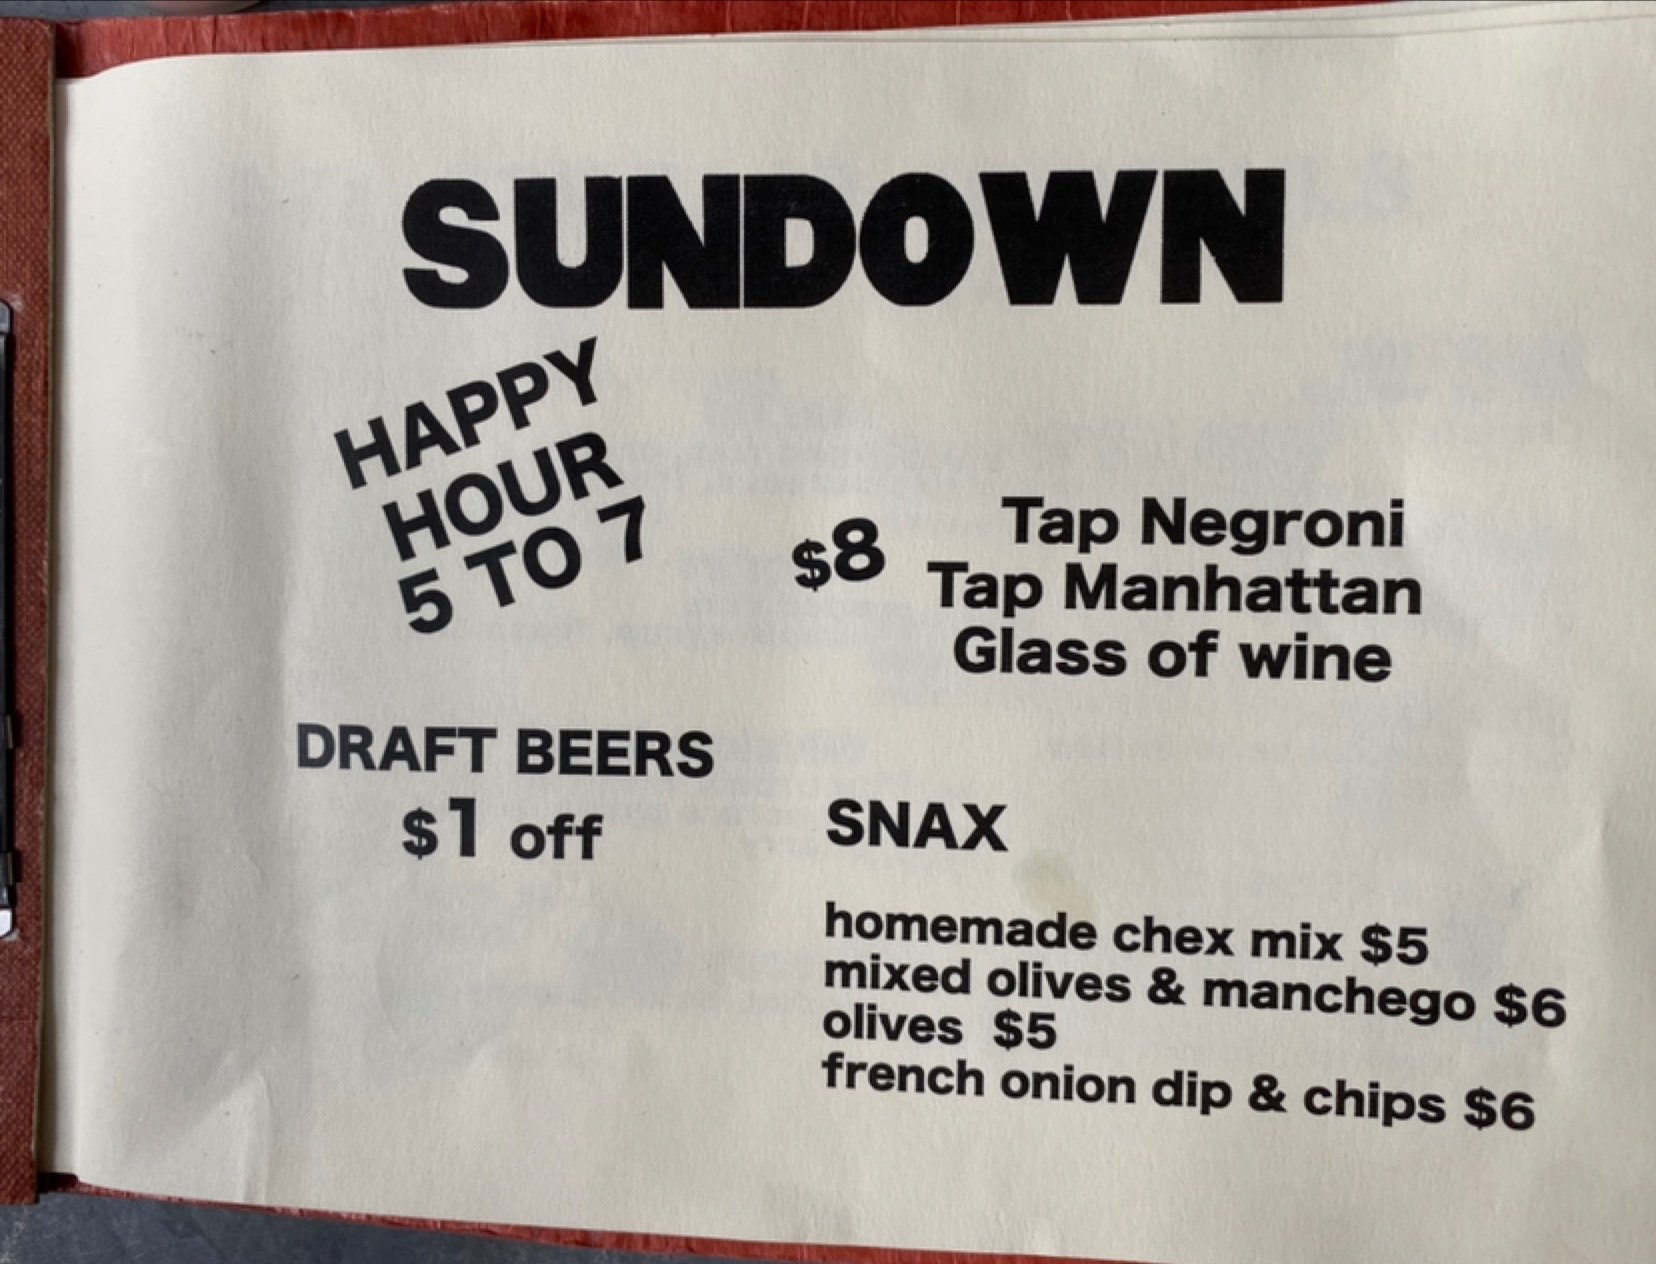 SUNDOWN
HAPPY
HOUR
5 TO 7
$8
Tap Negroni
Tap Manhattan
Glass of wine
DRAFT BEERS
$1 off
SNAX
homemade chex mix $5
mixed olives & manchego $6
olives $5
french onion dip & chips $6